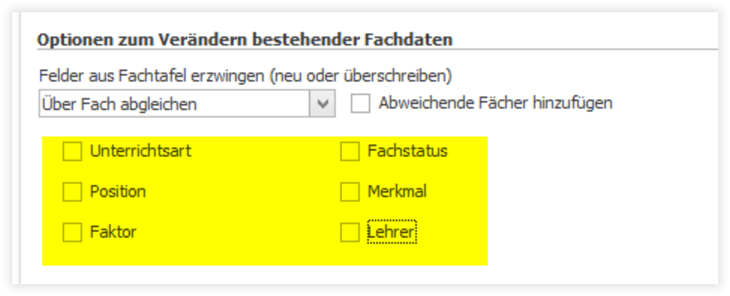 Optionen zum Verändern bestehender Fachdaten
Felder aus Fachtafel erzwingen (neu oder überschreiben)
Über Fach abgleichen Abweichende Fächer hinzufügen
Unterrichtsart Fachstatus
Position Merkmal
Faktor Lehrer